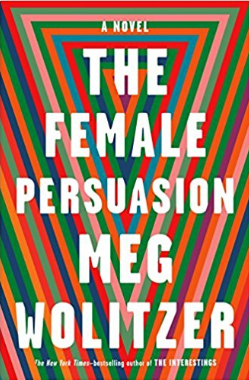 A NOVEL
THE
FEMALE
PERSUASION
MEG
WOLITZER
The New York Times–bestselling author of THE INTERESTINGS